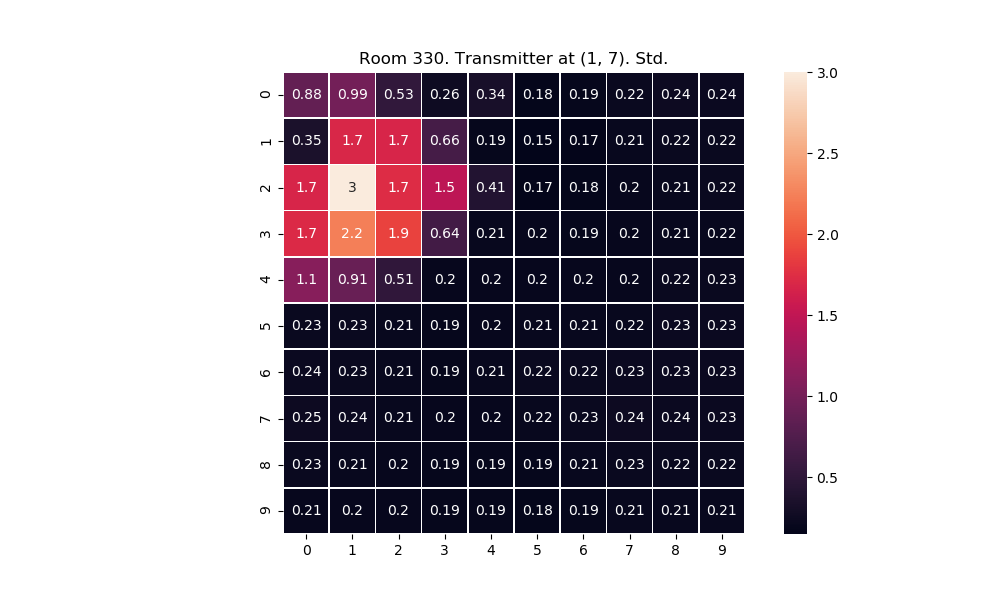 Room 330. Transmitter at (1, 7). Std.
0 0.88 0.99 0.53 0.26 0.34 0.18 0.19 0.22 0.24 0.24
1 0.35 1.7 1.7 0.66 0.19 0.15 0.17 0.21 0.22 0.22
2 1.7 3 1.7 1.5 0.41 0.17 0.18 0.2 0.21 0.22
3 1.7 2.2 1.9 0.64 0.21 0.2 0.19 0.2 0.21 0.22
4 1.1 0.91 0.51 0.2 0.2 0.2 0.2 0.2 0.22 0.23
5 0.23 0.23 0.21 0.19 0.2 0.21 0.21 0.22 0.23 0.23
6 0.24 0.23 0.21 0.19 0.21 0.22 0.22 0.23 0.23 0.23
7 0.25 0.24 0.21 0.2 0.2 0.22 0.23 0.24 0.24 0.23
8 0.23 0.21 0.2 0.19 0.19 0.19 0.21 0.23 0.22 0.22
9 0.21 0.2 0.2 0.19 0.19 0.18 0.19 0.21 0.21 0.21
0 1 2 3 4 5 6 7 8 9
3.0
2.5
2.0
1.5
1.0
0.5